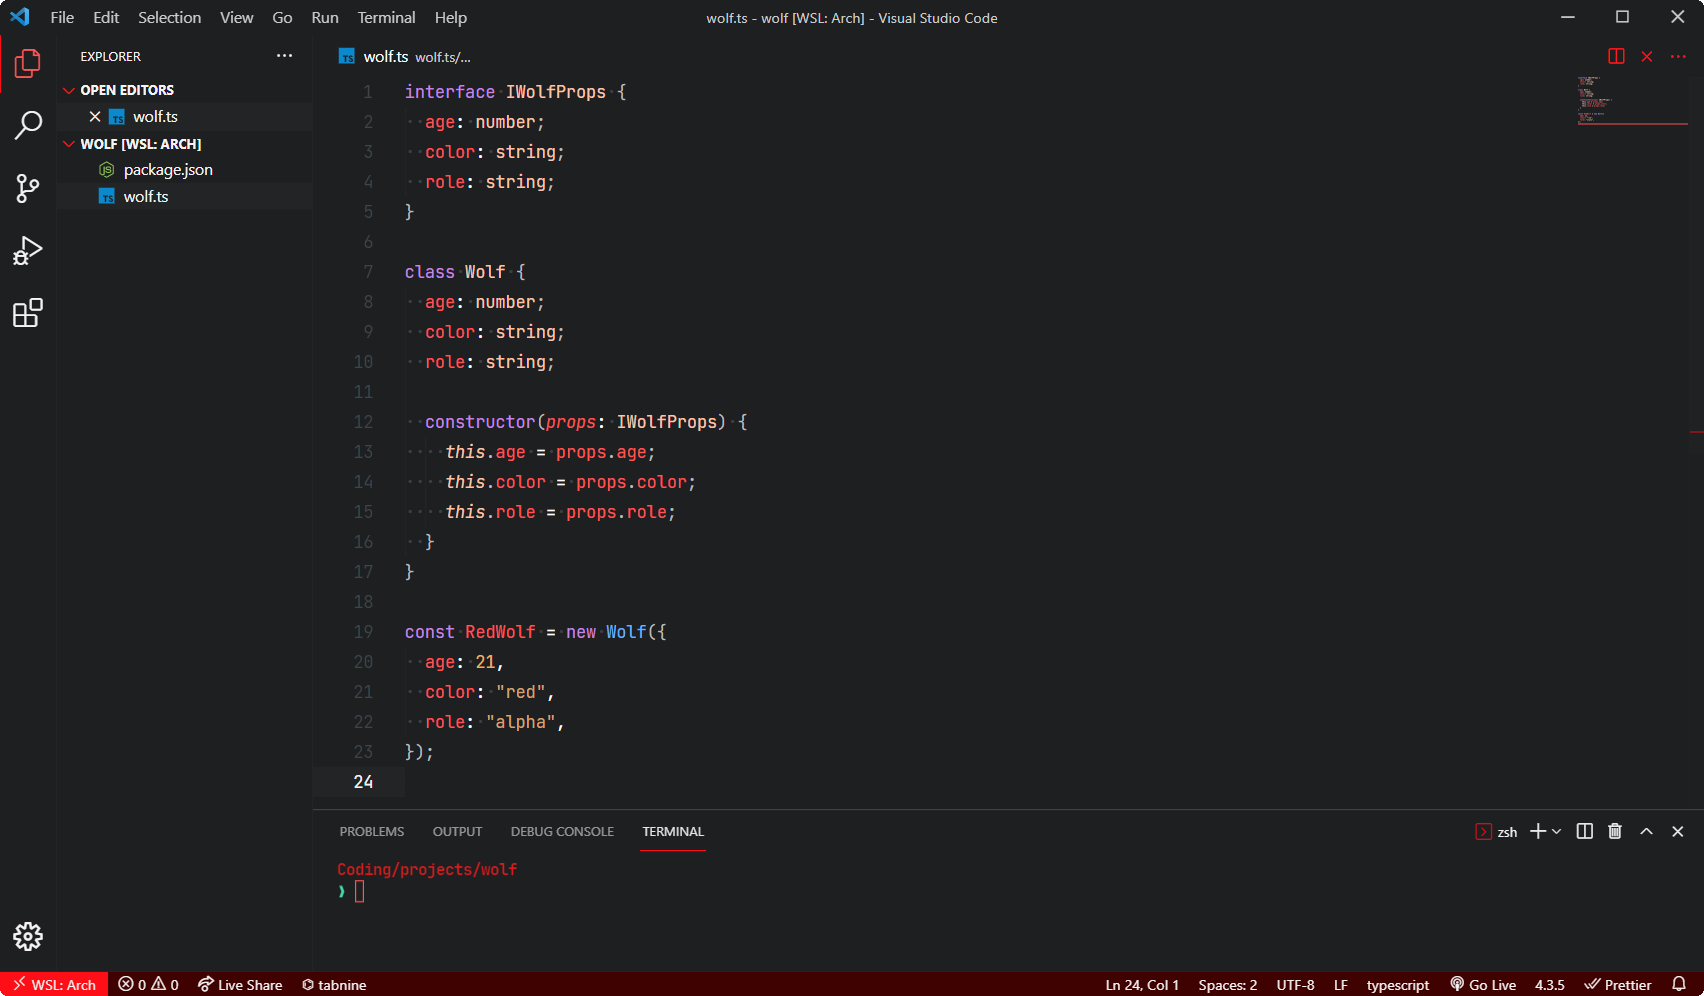 File Edit Selection View Go Run Terminal Help
wolf.ts - wolf [WSL: Arch] - Visual Studio Code
EXPLORER
OPEN EDITORS
TS wolf.ts
WOLF [WSL: ARCH]
JS package.json
TS wolf.ts
TS wolf.ts wolf.ts/...
1 interface IWolfProps {
2 age: number;
3 color: string;
4 role: string;
5 }
6
7 class Wolf {
8 age: number;
9 color: string;
10 role: string;
11
12 constructor(props: IWolfProps) {
13 this.age = props.age;
14 this.color = props.color;
15 this.role = props.role;
16 }
17 }
18
19 const RedWolf = new Wolf({
20 age: 21,
21 color: "red",
22 role: "alpha",
23 });
24
PROBLEMS OUTPUT DEBUG CONSOLE TERMINAL
zsh
Coding/projects/wolf
❯
WSL: Arch 0 0 Live Share tabnine
Ln 24, Col 1 Spaces: 2 UTF-8 LF typescript Go Live 4.3.5 Prettier